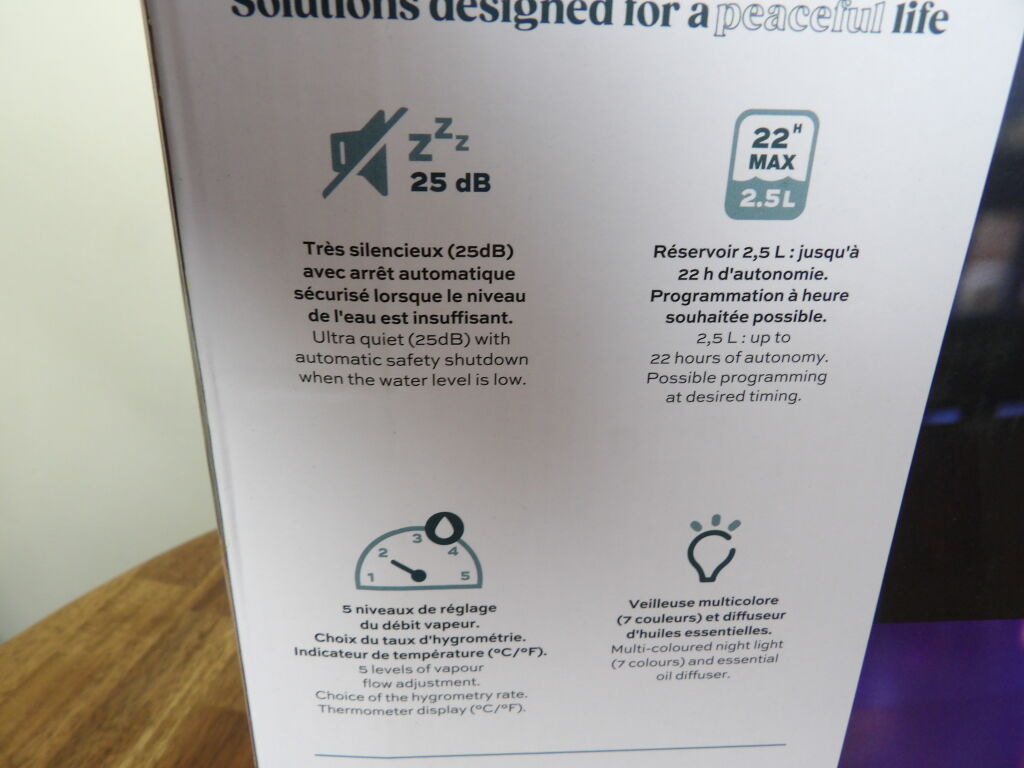 Solutions designed for a peaceful life
zzz
25 dB
Très silencieux (25dB)
avec arrêt automatique
sécurisé lorsque le niveau
de l'eau est insuffisant.
Ultra quiet (25dB) with
automatic safety shutdown
when the water level is low.
22H
MAX
2.5L
Réservoir 2,5 L : jusqu'à
22 h d'autonomie.
Programmation à heure
souhaitée possible.
2,5 L : up to
22 hours of autonomy.
Possible programming
at desired timing.
1 2 3 4 5
5 niveaux de réglage
du débit vapeur.
Choix du taux d'hygrométrie.
Indicateur de température (°C/°F).
5 levels of vapour
flow adjustment.
Choice of the hygrometry rate.
Thermometer display (°C/°F).
Veilleuse multicolore
(7 couleurs) et diffuseur
d'huiles essentielles.
Multi-coloured night light
(7 colours) and essential
oil diffuser.